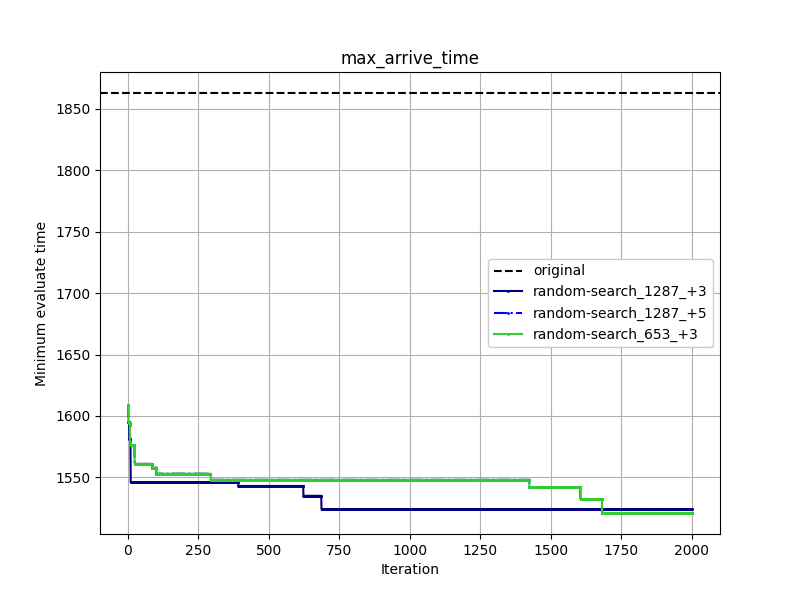 max_arrive_time
1850
1800
1750
1700
1650
1600
1550
Minimum evaluate time
original
random-search_1287_+3
random-search_1287_+5
random-search_653_+3
0 250 500 750 1000 1250 1500 1750 2000
Iteration